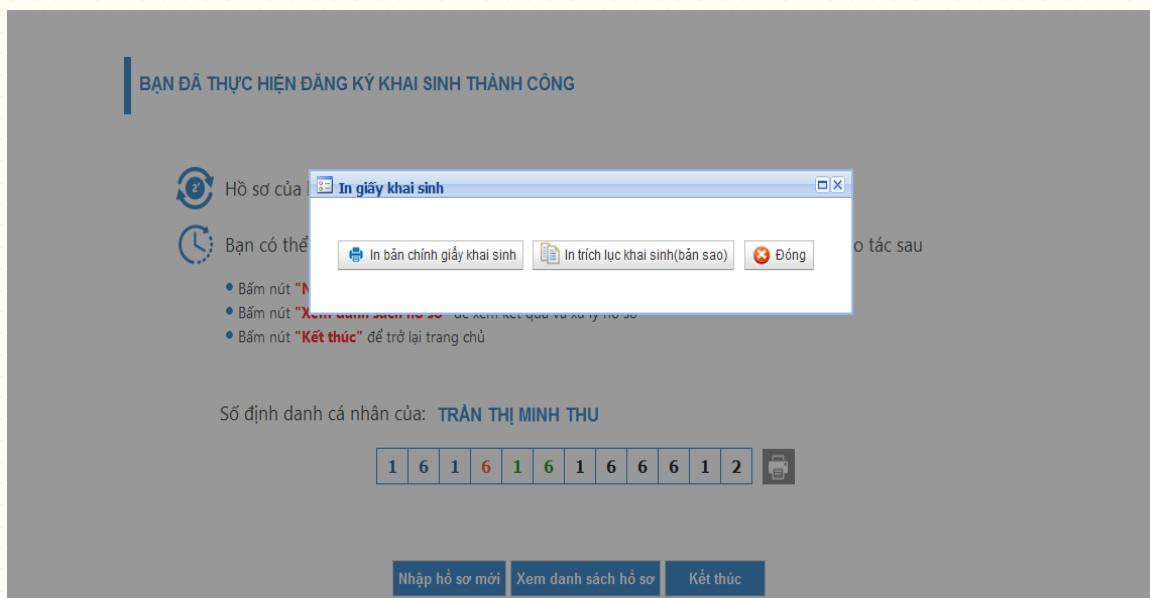 BẠN ĐÃ THỰC HIỆN ĐĂNG KÝ KHAI SINH THÀNH CÔNG
2'
Hồ sơ của
In giấy khai sinh
Bạn có thể
In bản chính giấy khai sinh
In trích lục khai sinh(bản sao)
Đóng
o tác sau
Bấm nút
Bấm nút "Xem danh sách hồ sơ" để xem kết quả và xử lý hồ sơ
Bấm nút "Kết thúc" để trở lại trang chủ
Số định danh cá nhân của: TRẦN THỊ MINH THU
1 6 1 6 1 6 1 6 6 6 1 2
Nhập hồ sơ mới Xem danh sách hồ sơ Kết thúc